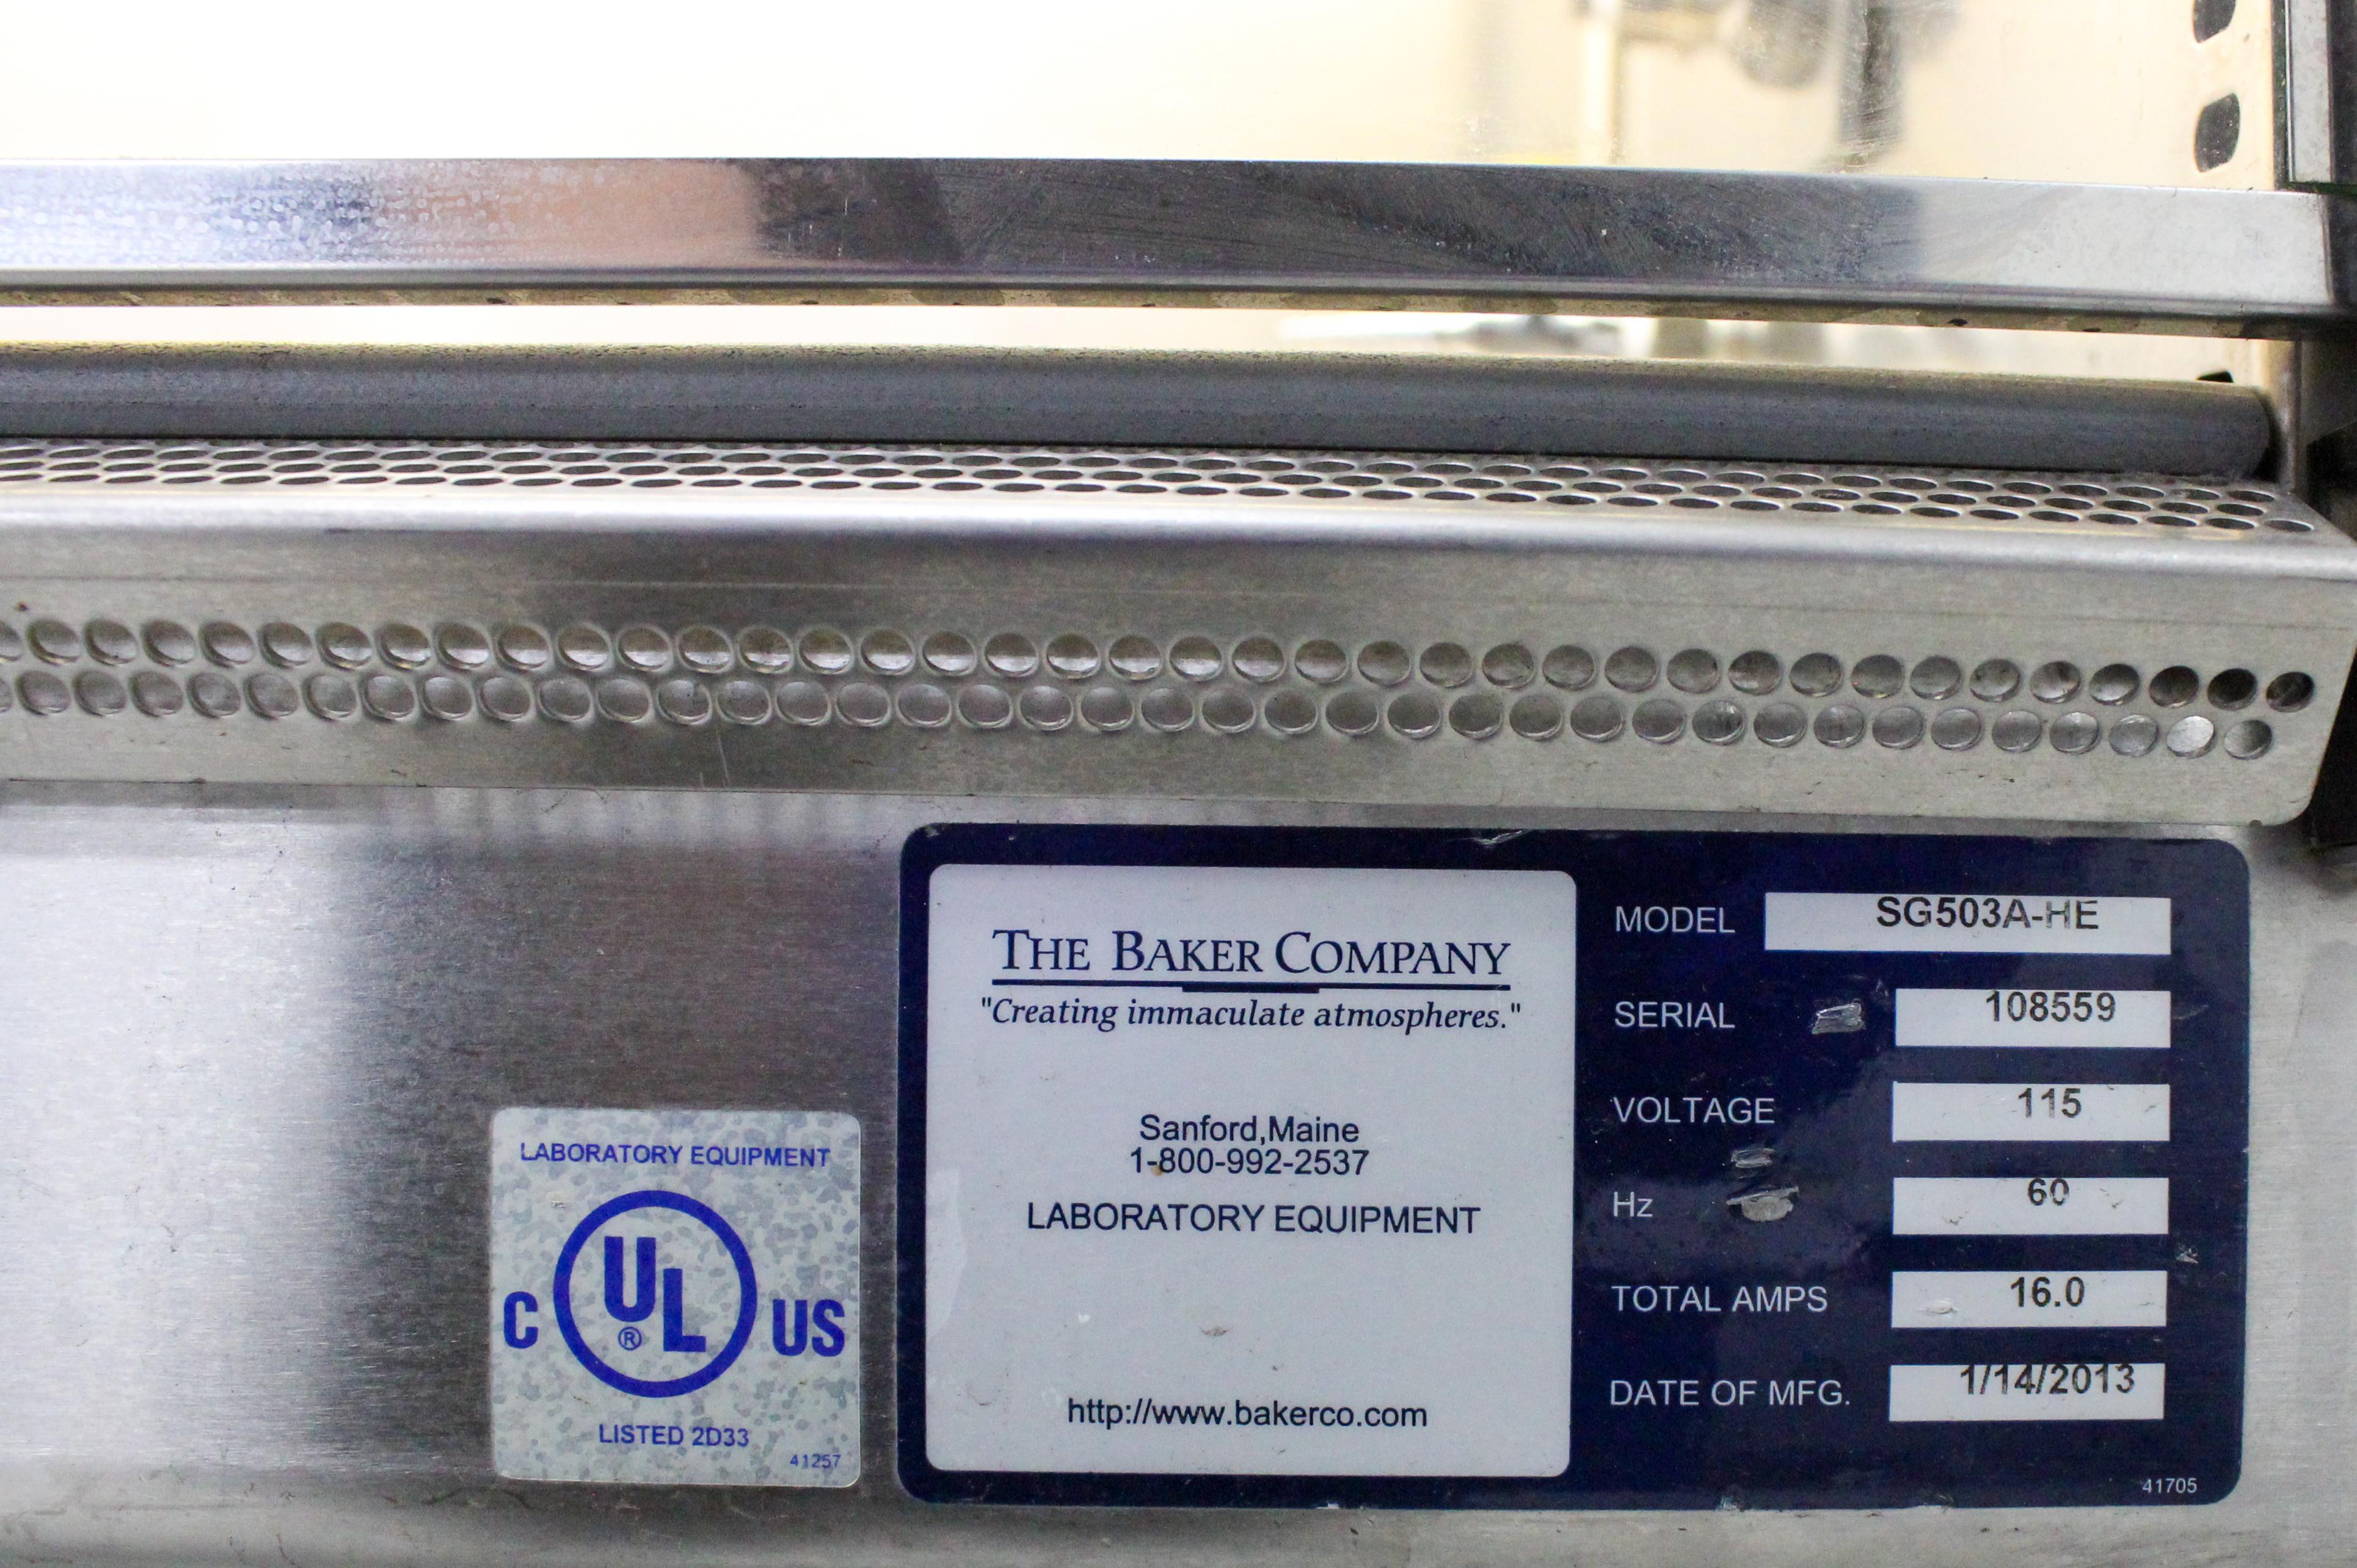 LABORATORY EQUIPMENT
C UL® US
LISTED 2D33
41257
THE BAKER COMPANY
"Creating immaculate atmospheres."
Sanford,Maine
1-800-992-2537
LABORATORY EQUIPMENT
http://www.bakerco.com
MODEL SG503A-HE
SERIAL 108559
VOLTAGE 115
Hz 60
TOTAL AMPS 16.0
DATE OF MFG. 1/14/2013
41705